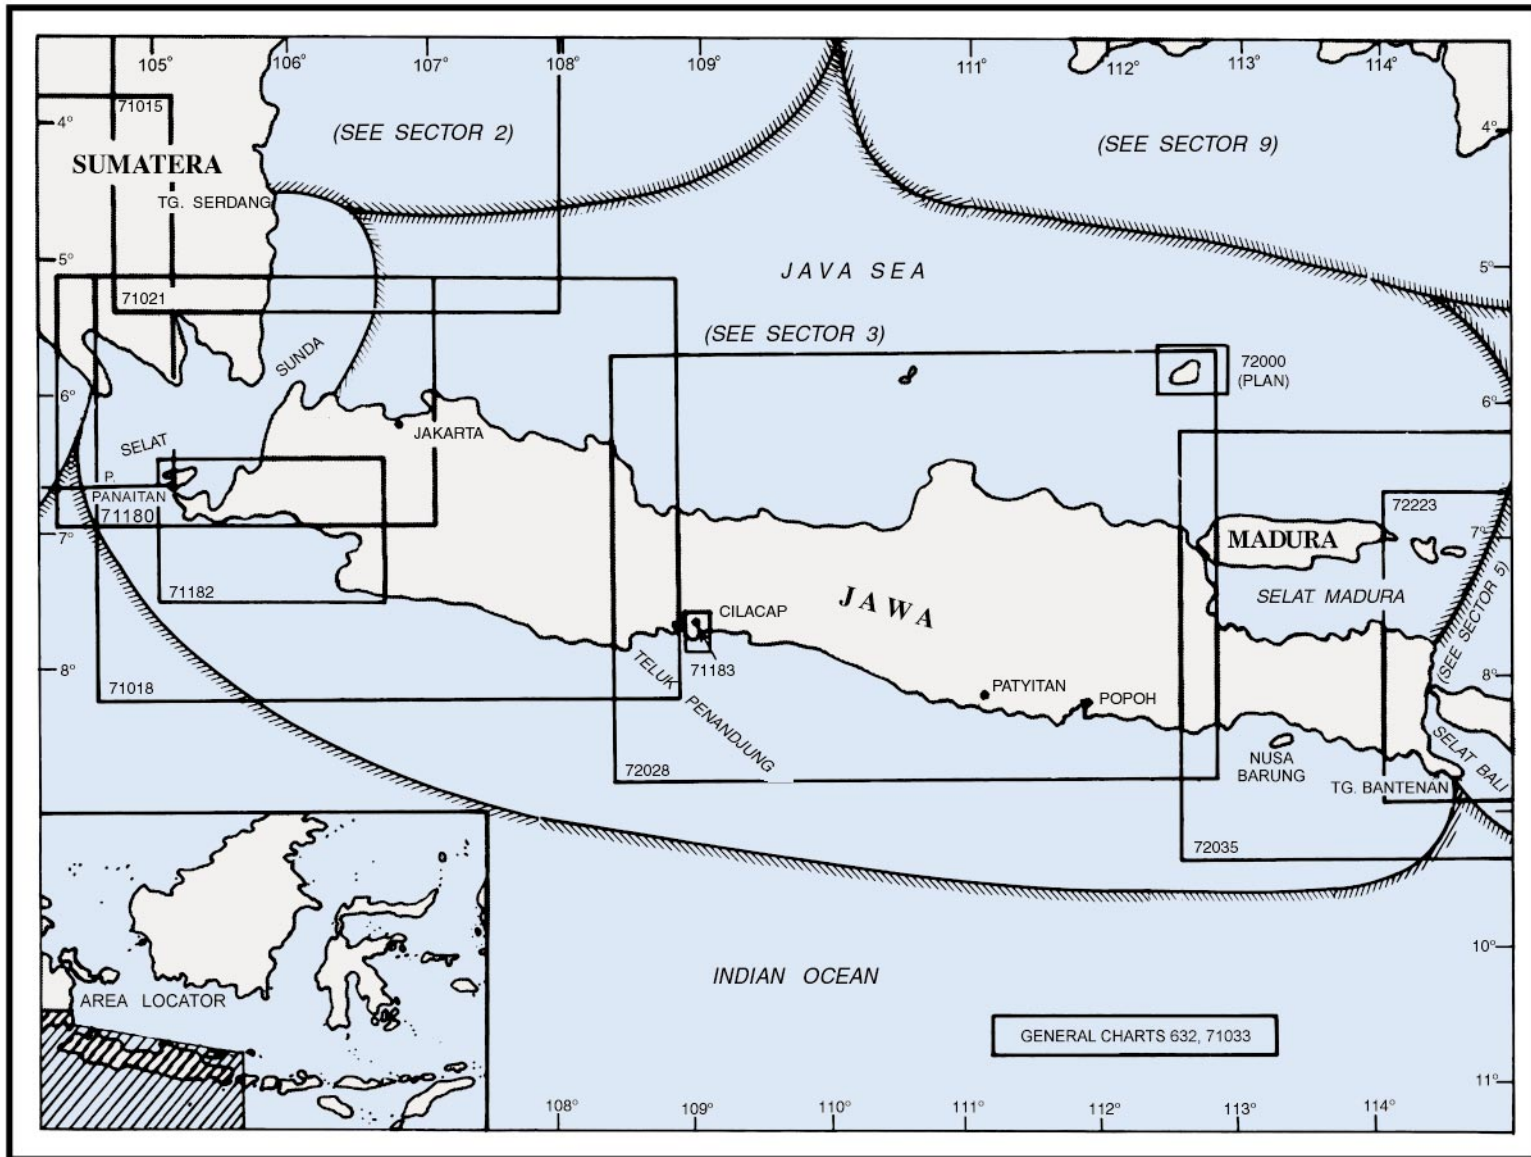 105°
106°
107°
108°
109°
111°
112°
113°
114°
71015
4°
(SEE SECTOR 2)
(SEE SECTOR 9)
4°
SUMATERA
TG. SERDANG
5°
JAVA SEA
5°
71021
(SEE SECTOR 3)
SUNDA
72000
(PLAN)
6°
6°
JAKARTA
SELAT
P.
PANAITAN
71180
72223
7°
MADURA
7°
71182
SELAT MADURA
(SEE SECTOR 5)
JAWA
CILACAP
71183
8°
71018
TELUK PENANDJUNG
PATYITAN
POPOH
8°
72028
NUSA
BARUNG
SELAT BALI
TG. BANTENAN
72035
INDIAN OCEAN
10°
AREA LOCATOR
GENERAL CHARTS 632, 71033
11°
108°
109°
110°
111°
112°
113°
114°